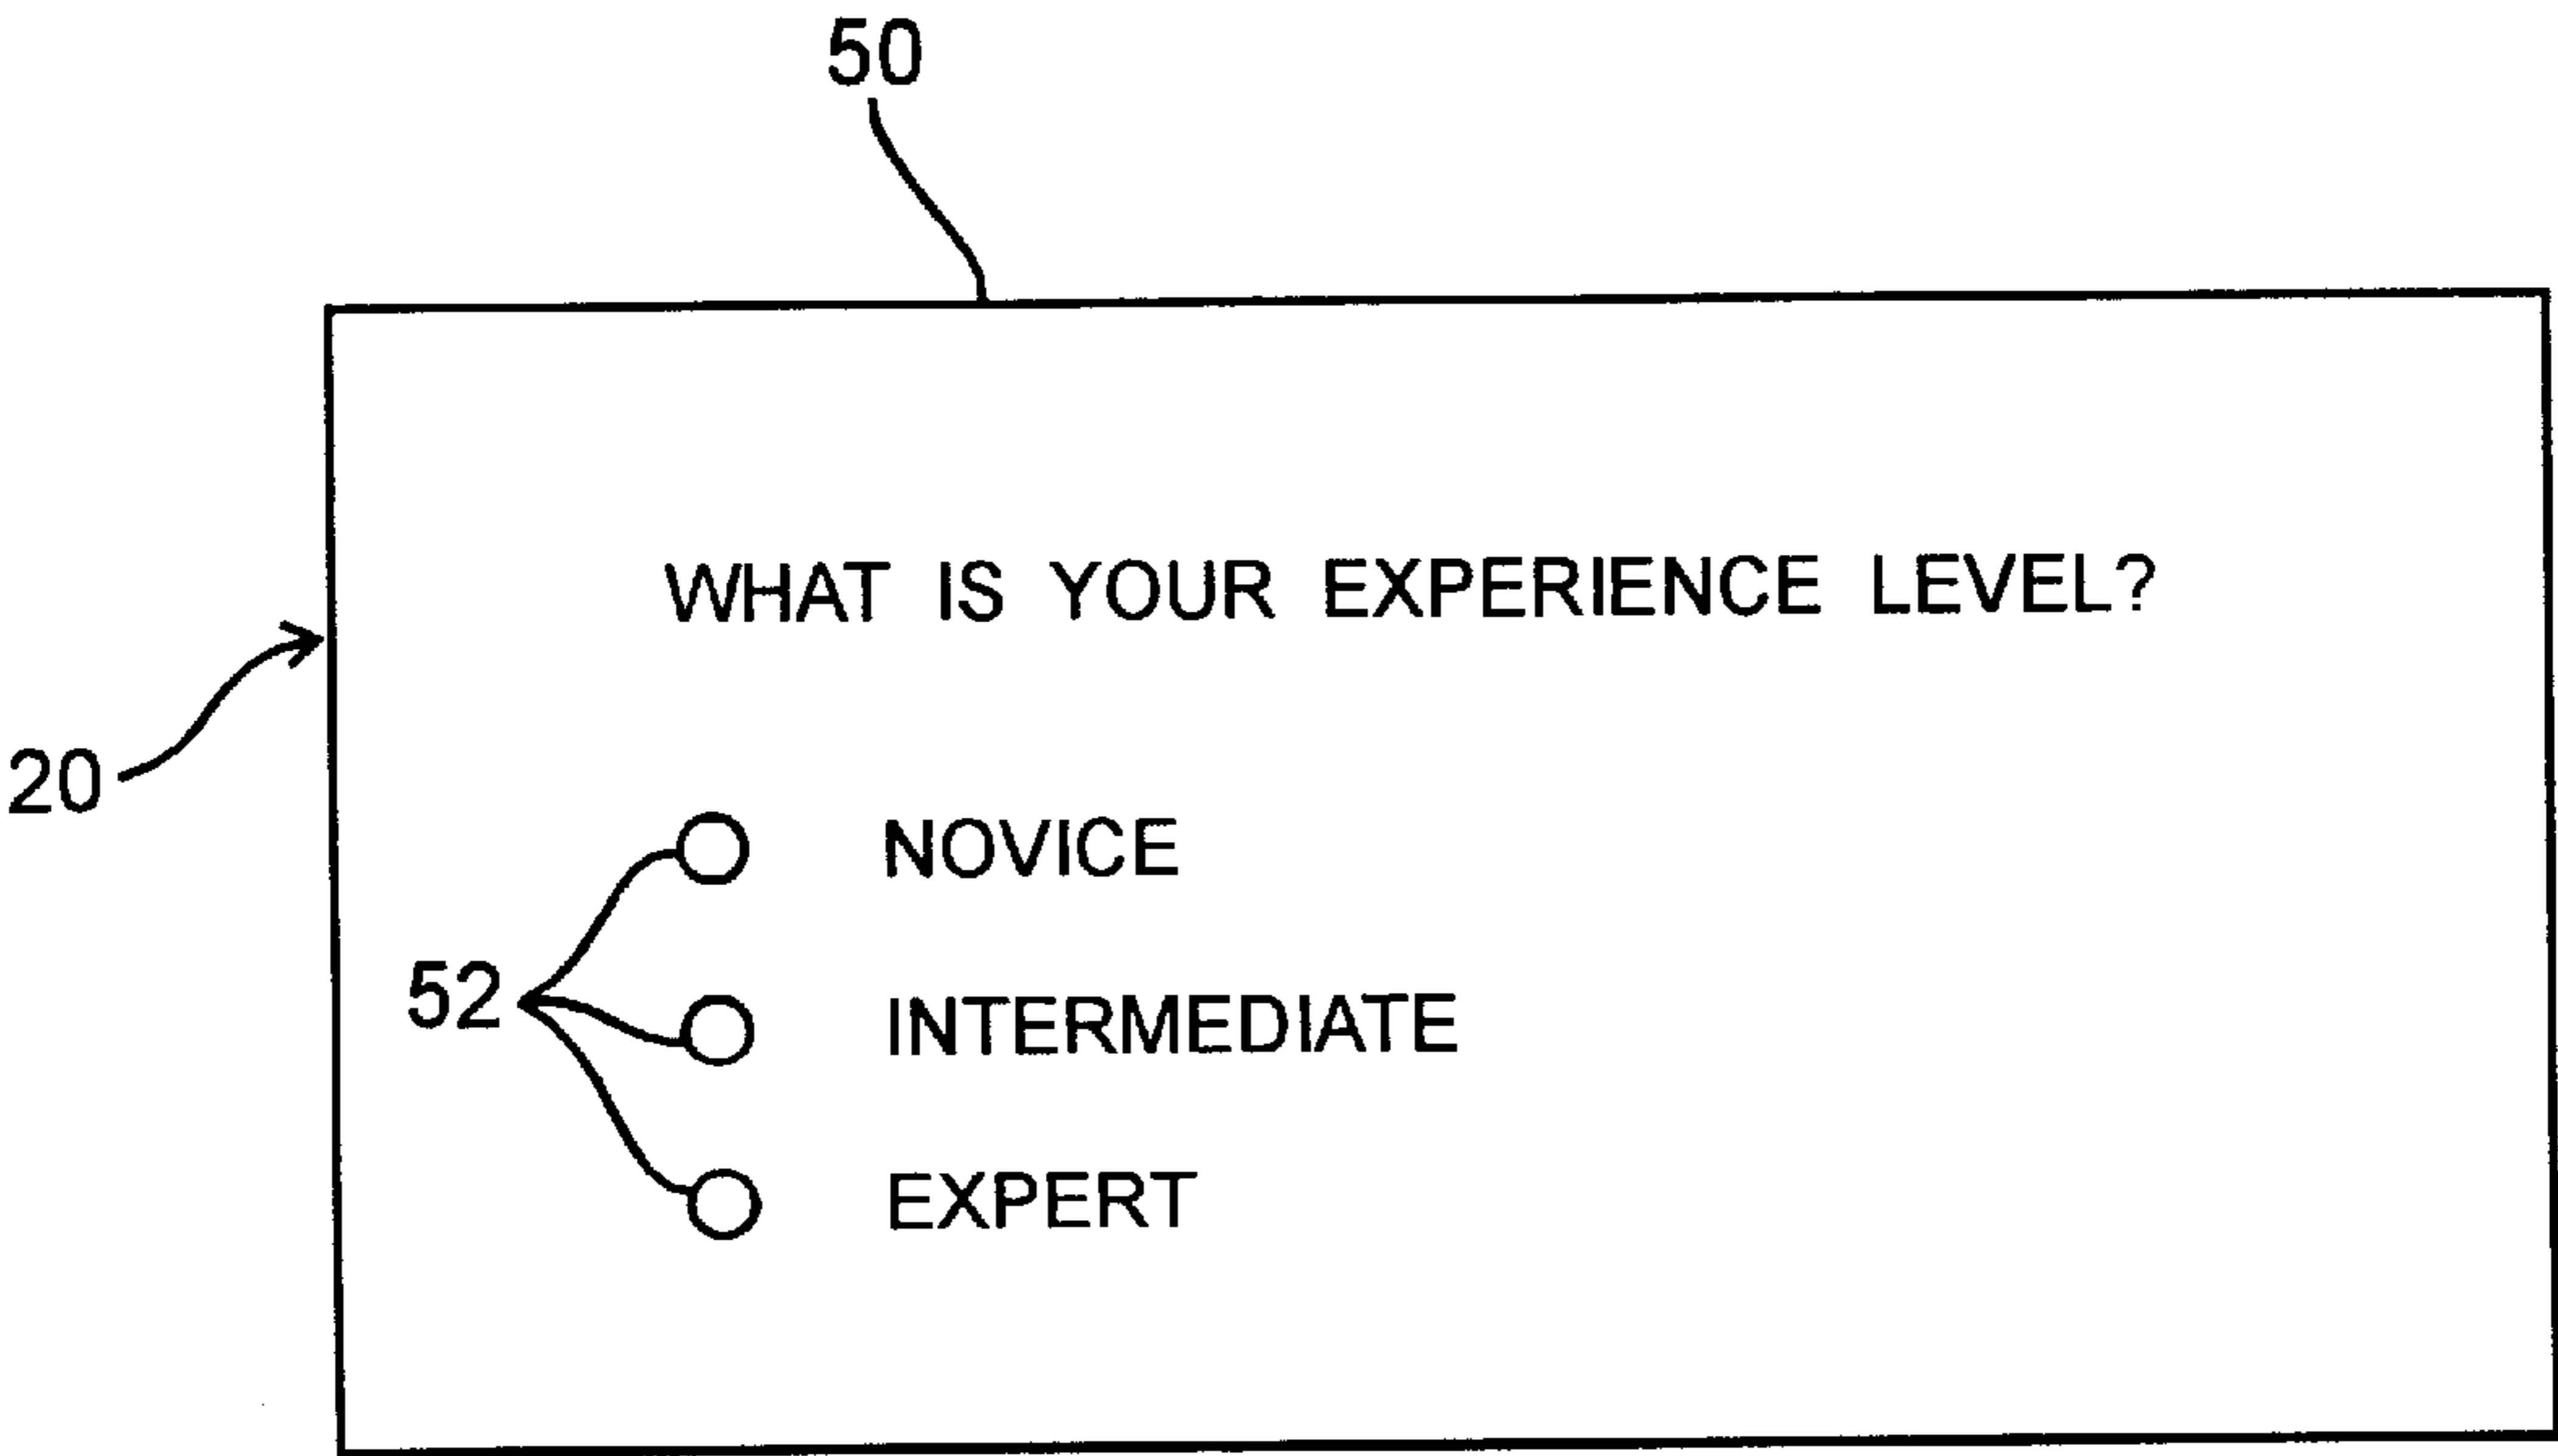 50
WHAT IS YOUR EXPERIENCE LEVEL?
20
NOVICE
52
INTERMEDIATE
EXPERT